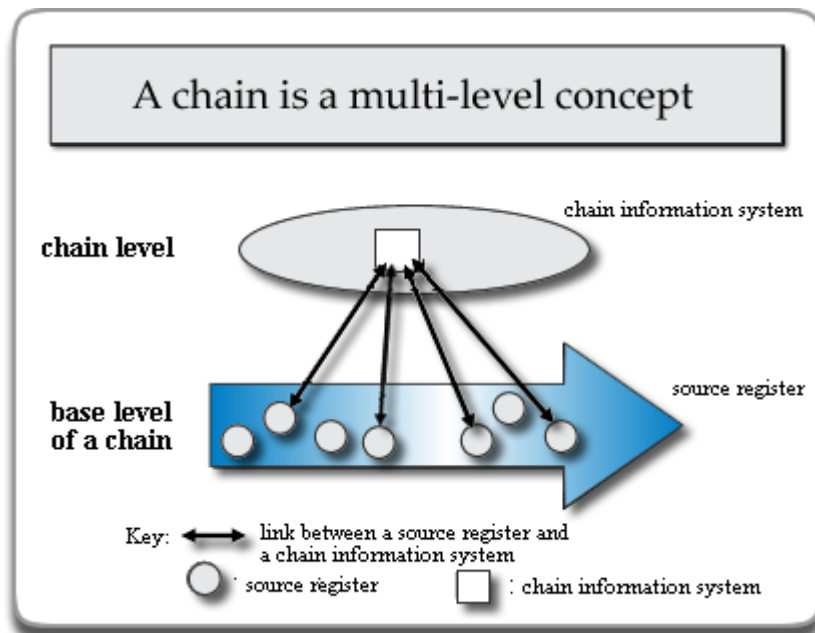 A chain is a multi-level concept
chain information system
chain level
source register
base level
of a chain
Key:
link between a source register and
a chain information system
: source register
: chain information system